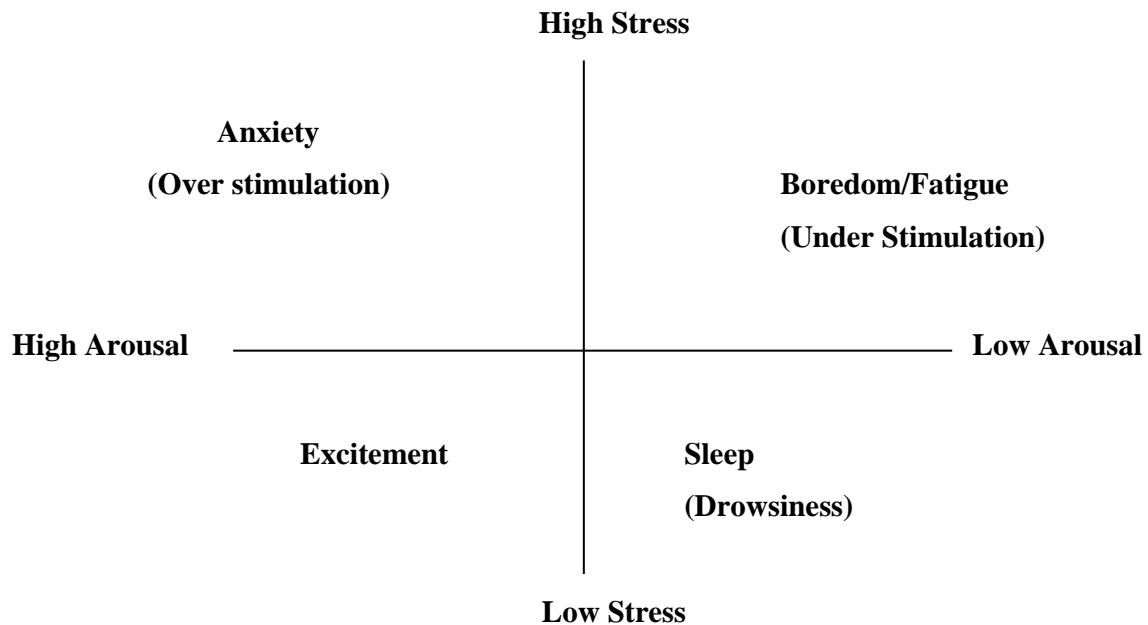 High Stress
Anxiety
(Over stimulation)
Boredom/Fatigue
(Under Stimulation)
High Arousal
Low Arousal
Excitement
Sleep
(Drowsiness)
Low Stress